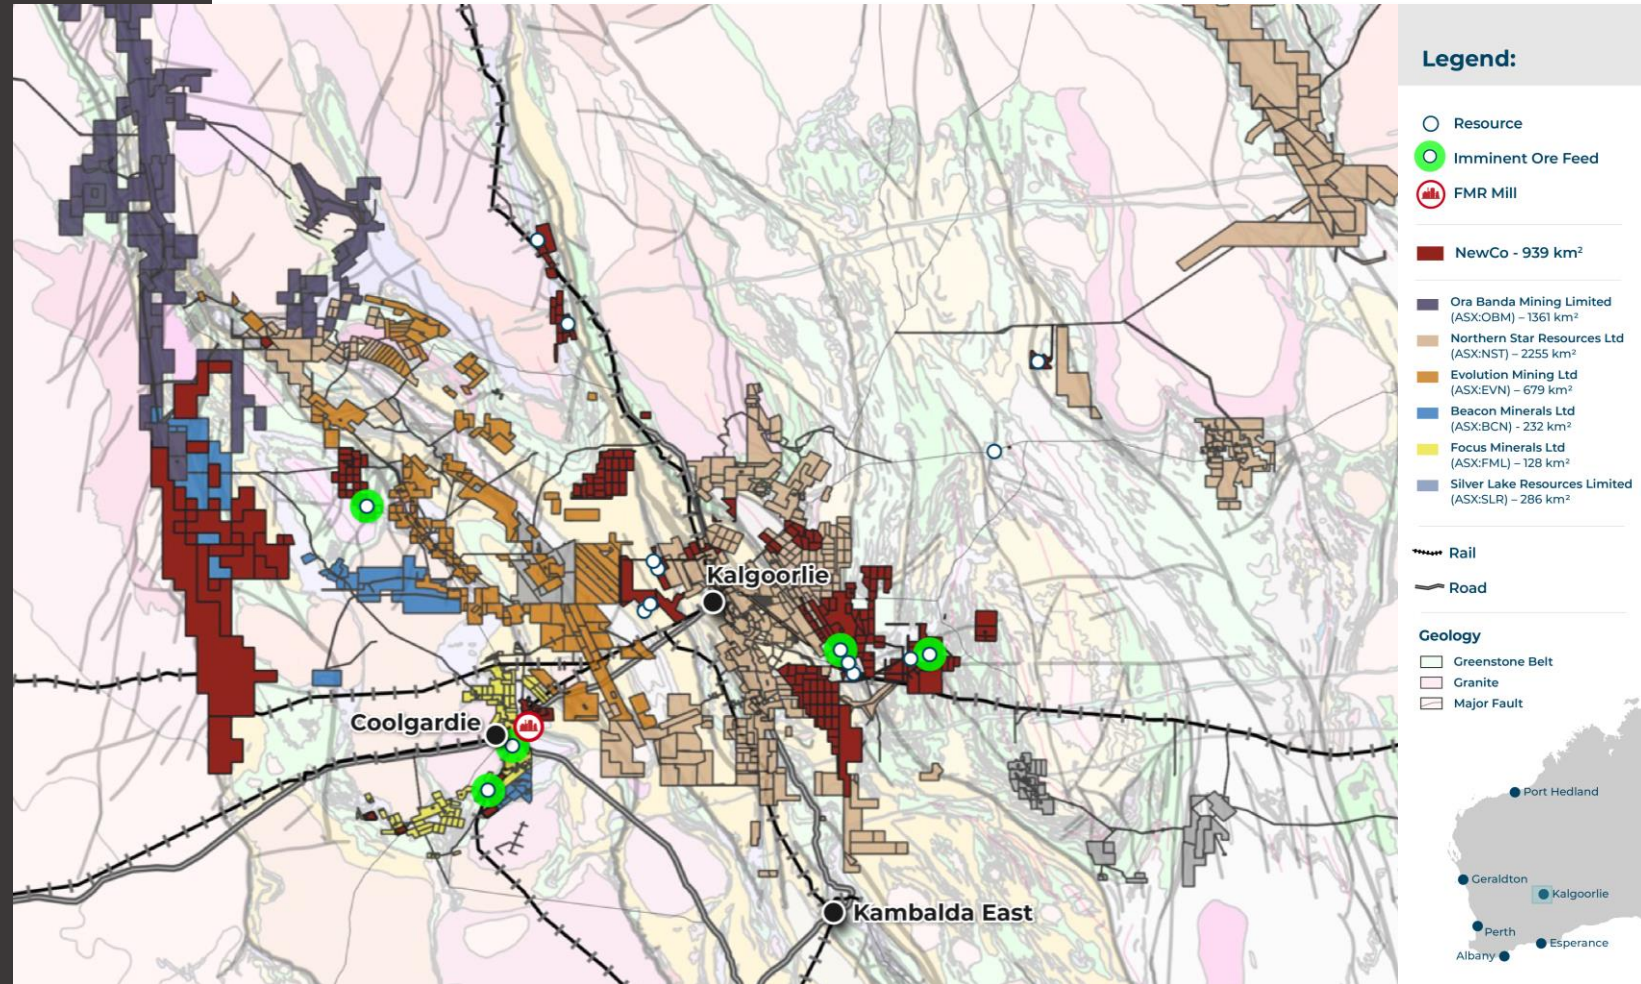 Legend:
Resource
Imminent Ore Feed
FMR Mill
NewCo - 939 km²
Ora Banda Mining Limited
(ASX:OBM) – 1361 km²
Northern Star Resources Ltd
(ASX:NST) – 2255 km²
Evolution Mining Ltd
(ASX:EVN) – 679 km²
Beacon Minerals Ltd
(ASX:BCN) - 232 km²
Focus Minerals Ltd
(ASX:FML) – 128 km²
Silver Lake Resources Limited
(ASX:SLR) – 286 km²
Rail
Road
Geology
Greenstone Belt
Granite
Major Fault
Kalgoorlie
Coolgardie
Kambalda East
Port Hedland
Geraldton
Kalgoorlie
Perth
Esperance
Albany